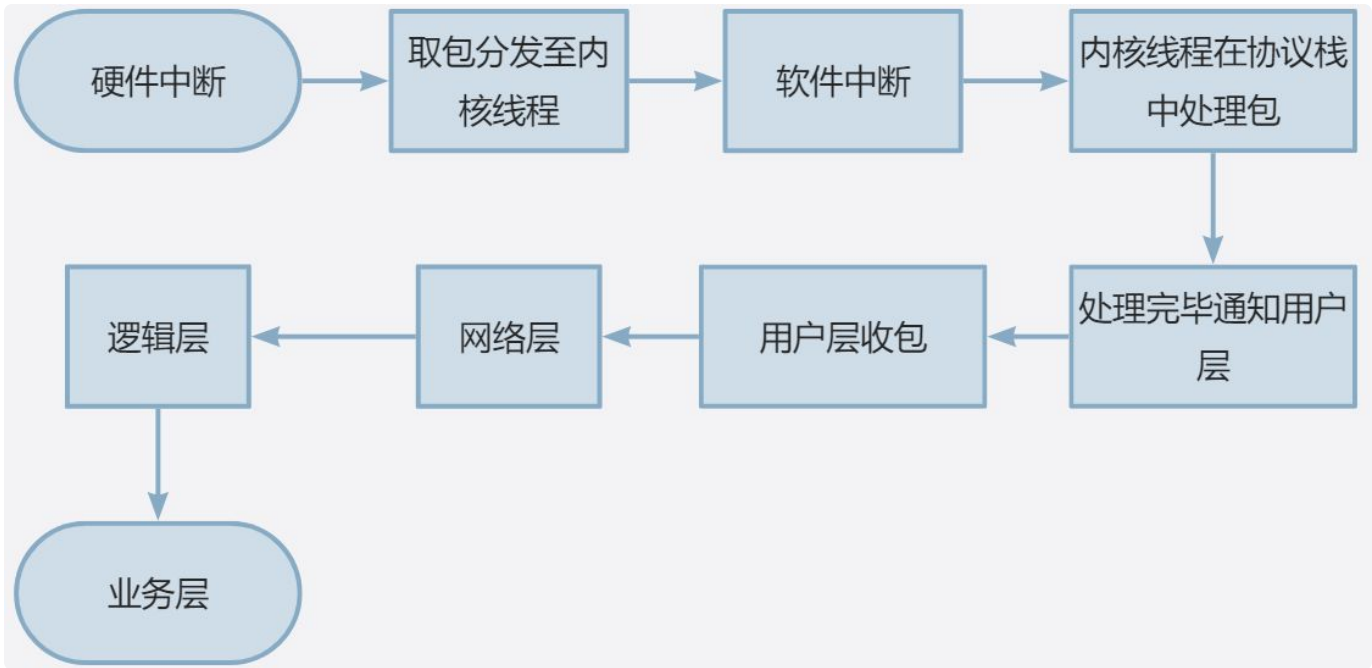 硬件中断
取包分发至内
核线程
软件中断
内核线程在协议栈
中处理包
处理完毕通知用户
层
用户层收包
网络层
逻辑层
业务层